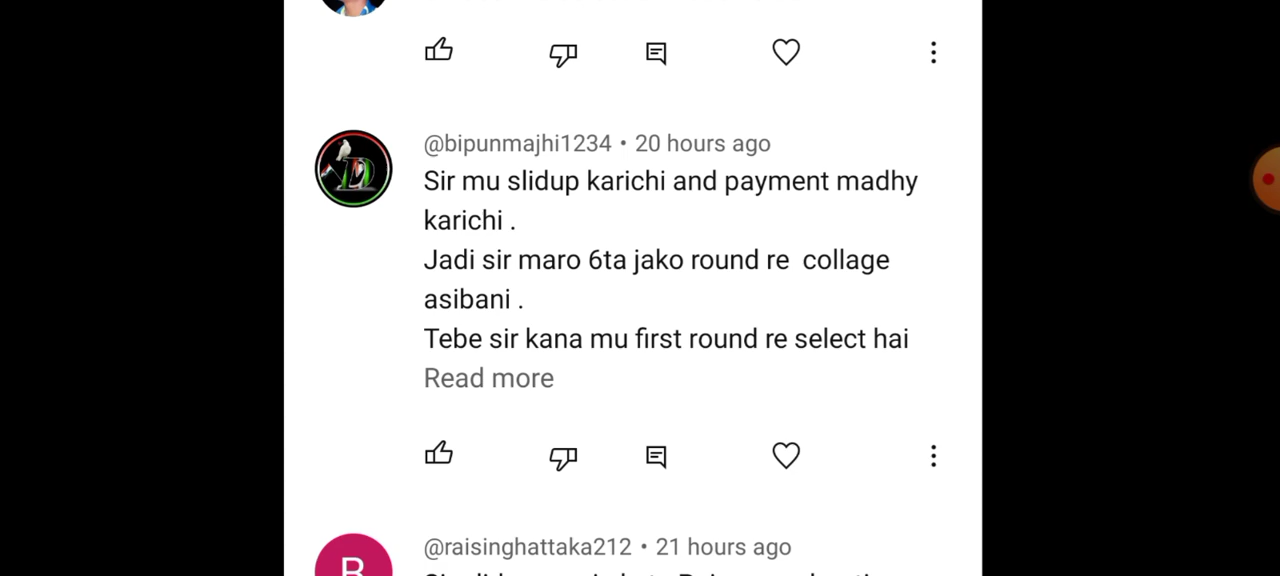 @bipunmajhi1234 • 20 hours ago
Sir mu slidup karichi and payment madhy
karichi .
Jadi sir maro 6ta jako round re collage
asibani .
Tebe sir kana mu first round re select hai
Read more
@raisinghattaka212 • 21 hours ago